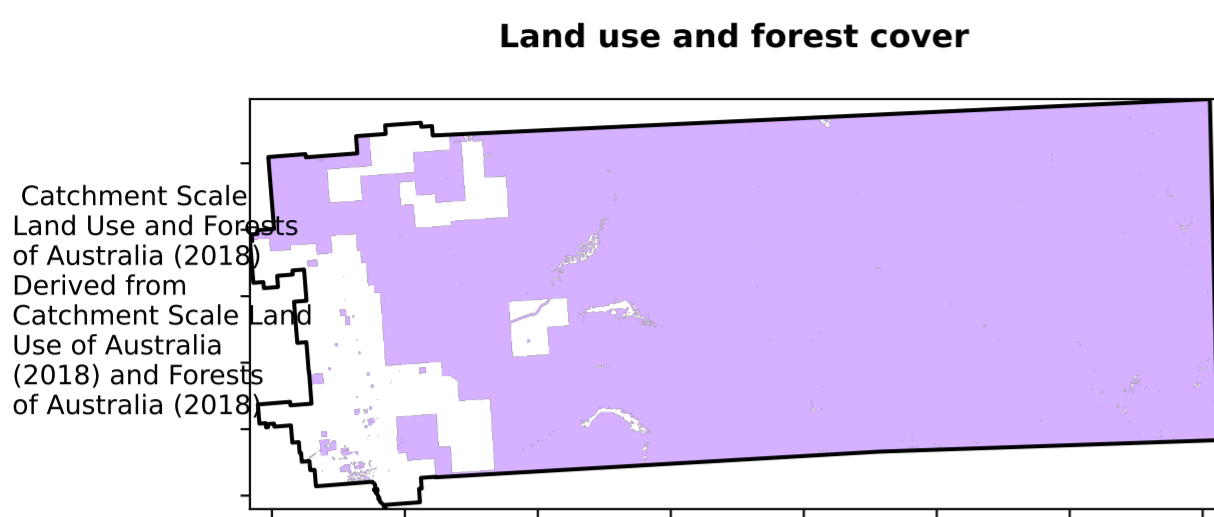 Land use and forest cover
Catchment Scale
Land Use and Forests
of Australia (2018)
Derived from
Catchment Scale Land
Use of Australia
(2018) and Forests
of Australia (2018)